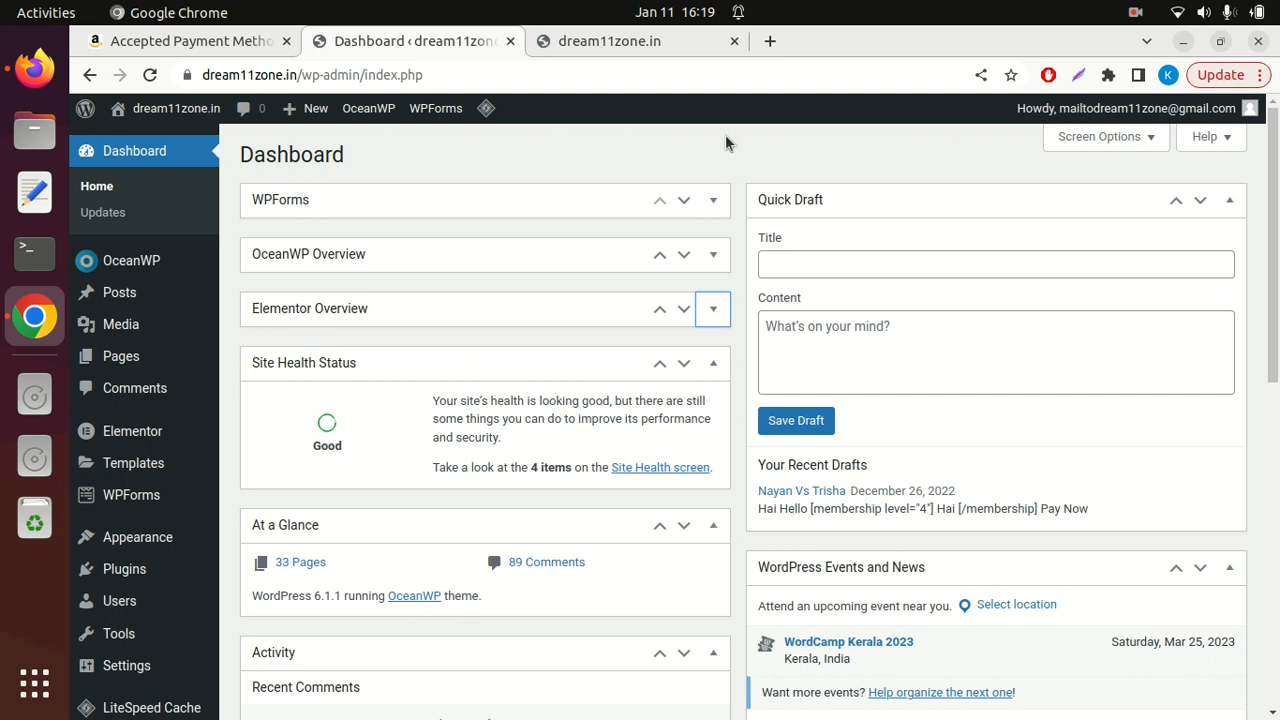 Activities
Google Chrome
Jan 11 16:19
Accepted Payment Metho
Dashboard ‹ dream11zone
dream11zone.in
dream11zone.in/wp-admin/index.php
K
Update
dream11zone.in
0
New
OceanWP
WPForms
Howdy, mailtodream11zone@gmail.com
Dashboard
Home
Updates
OceanWP
Posts
Media
Pages
Comments
Elementor
Templates
WPForms
Appearance
Plugins
Users
Tools
Settings
LiteSpeed Cache
Screen Options
Help
Dashboard
WPForms
OceanWP Overview
Elementor Overview
Site Health Status
Good
Your site's health is looking good, but there are still
some things you can do to improve its performance
and security.
Take a look at the 4 items on the Site Health screen.
At a Glance
33 Pages
89 Comments
WordPress 6.1.1 running OceanWP theme.
Activity
Recent Comments
Quick Draft
Title
Content
What's on your mind?
Save Draft
Your Recent Drafts
Nayan Vs Trisha December 26, 2022
Hai Hello [membership level="4"] Hai [/membership] Pay Now
WordPress Events and News
Attend an upcoming event near you. Select location
WordCamp Kerala 2023
Saturday, Mar 25, 2023
Kerala, India
Want more events? Help organize the next one!